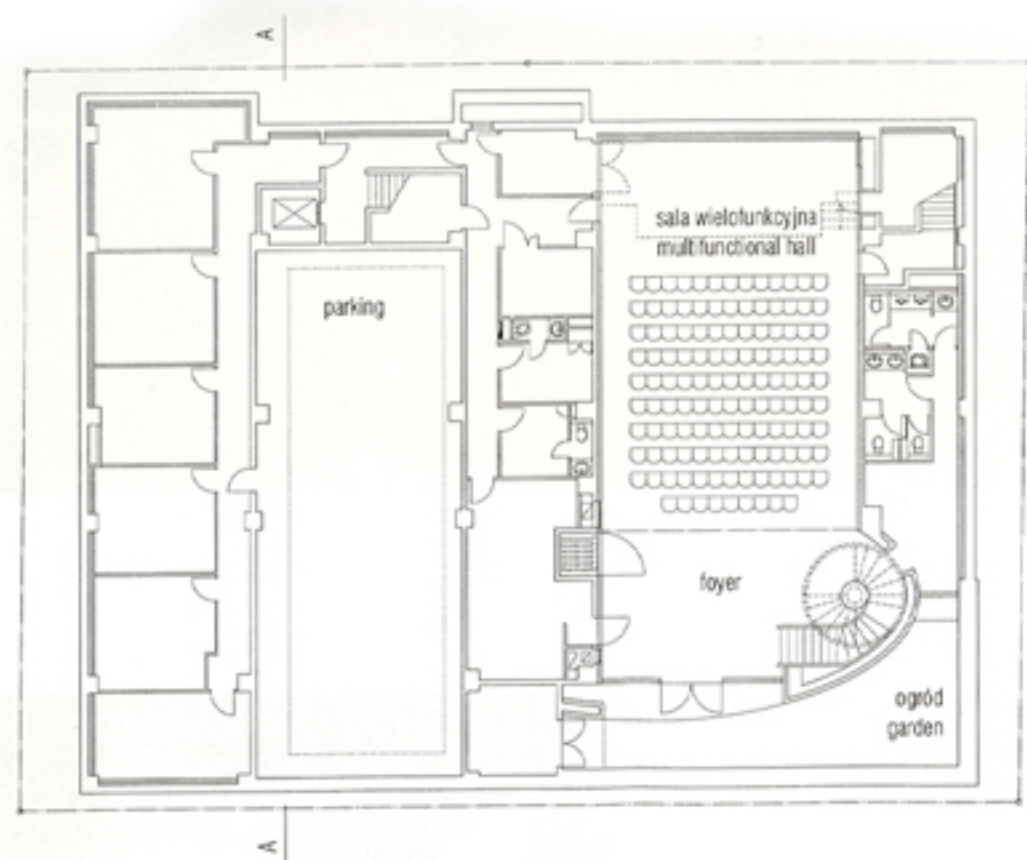 A
sala wielofunkcyjna
multifunctional hall
parking
foyer
ogród
garden
A